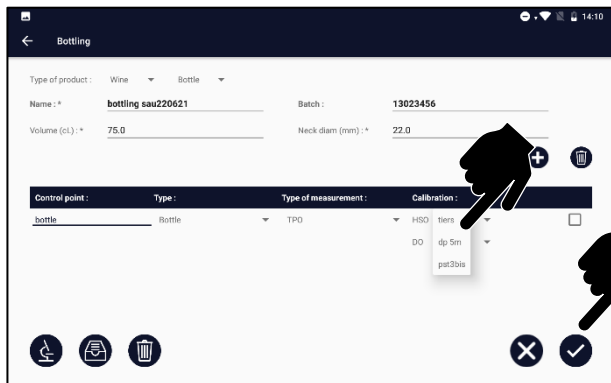 14:10
Bottling
Type of product : Wine Bottle
Name : * bottling sau220621 Batch : 13023456
Volume (cl.) : * 75.0 Neck diam (mm) : * 22.0
Control point : Type : Type of measurement : Calibration :
bottle Bottle TPO HSO tiers
DO dp 5m
pst3bis